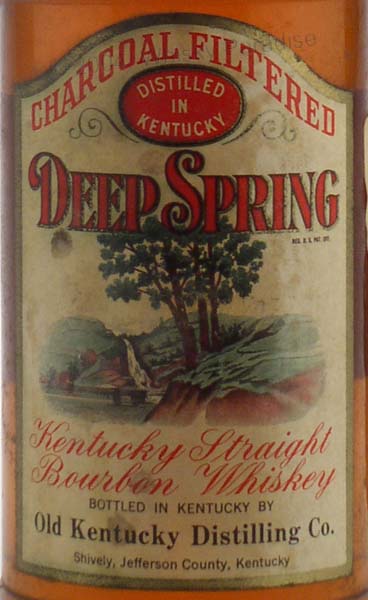 CHARCOAL FILTERED
DISTILLED
IN
KENTUCKY
DEEP SPRING
REG. U. S. PAT. OFF.
Kentucky Straight
Bourbon Whiskey
BOTTLED IN KENTUCKY BY
Old Kentucky Distilling Co.
Shively, Jefferson County, Kentucky